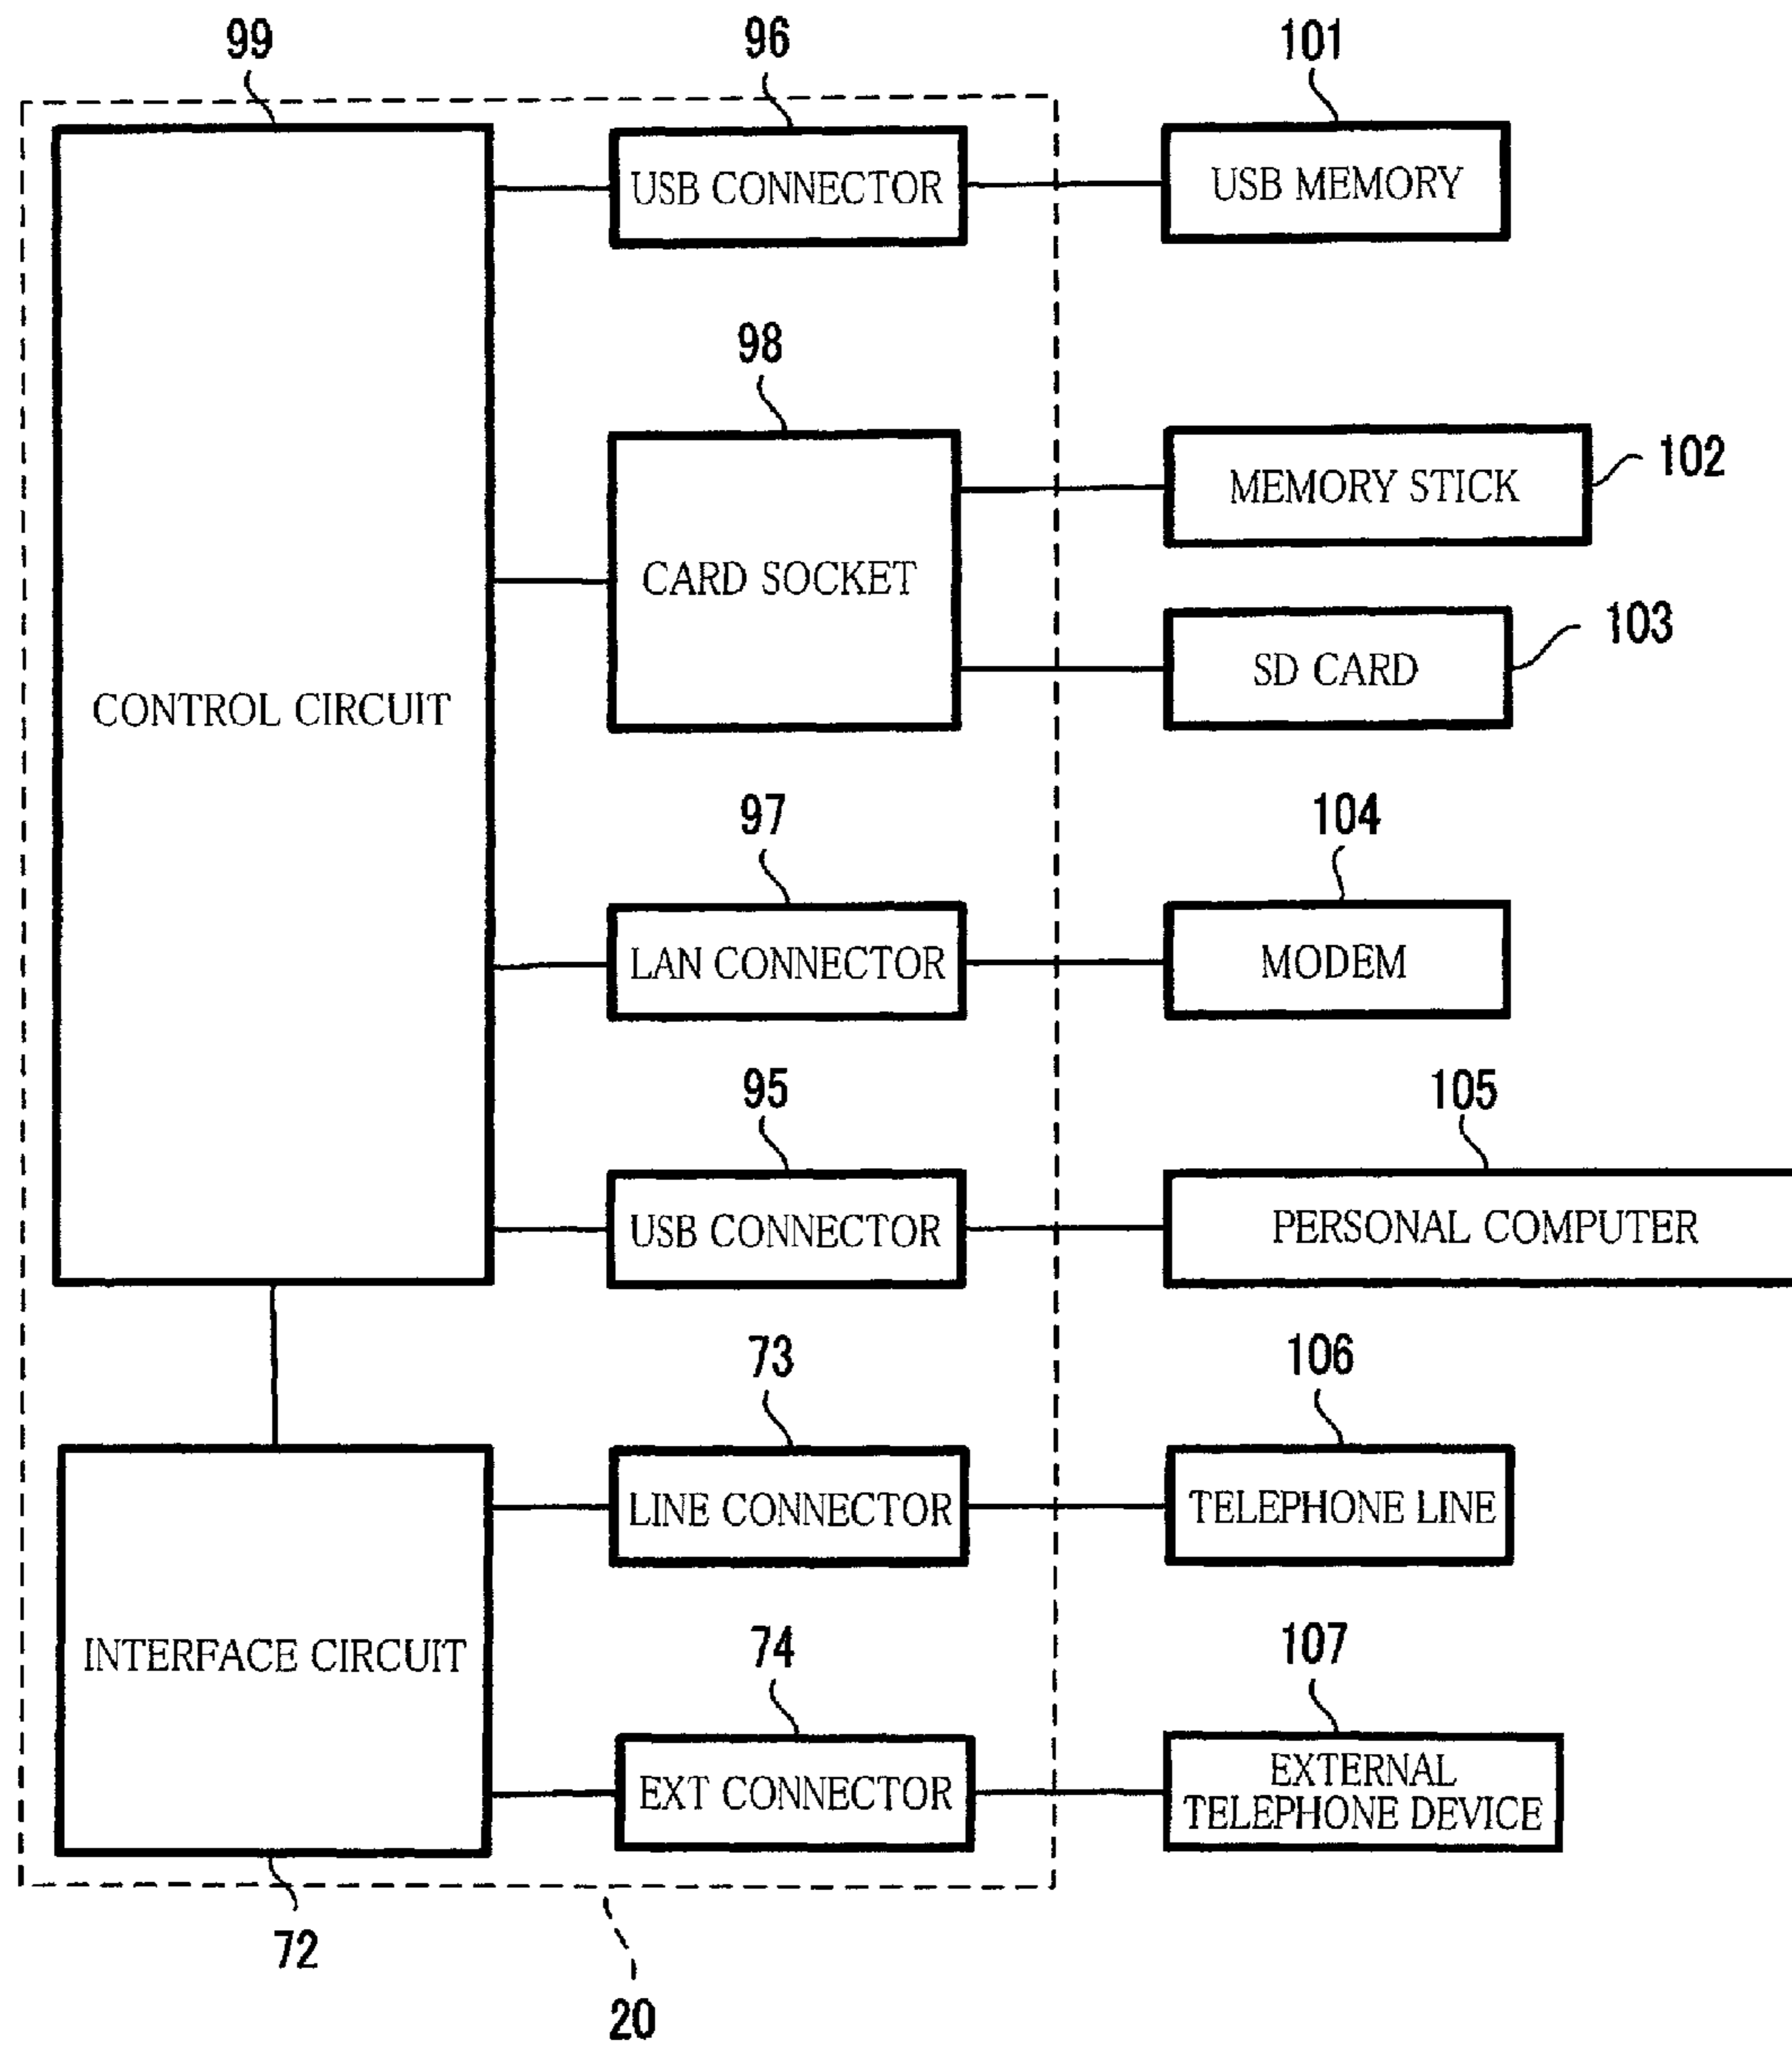 99
96
101
USB CONNECTOR
USB MEMORY
98
MEMORY STICK
102
CARD SOCKET
103
SD CARD
CONTROL CIRCUIT
97
104
LAN CONNECTOR
MODEM
95
105
USB CONNECTOR
PERSONAL COMPUTER
73
106
LINE CONNECTOR
TELEPHONE LINE
INTERFACE CIRCUIT
74
107
EXT CONNECTOR
EXTERNAL
TELEPHONE DEVICE
72
20